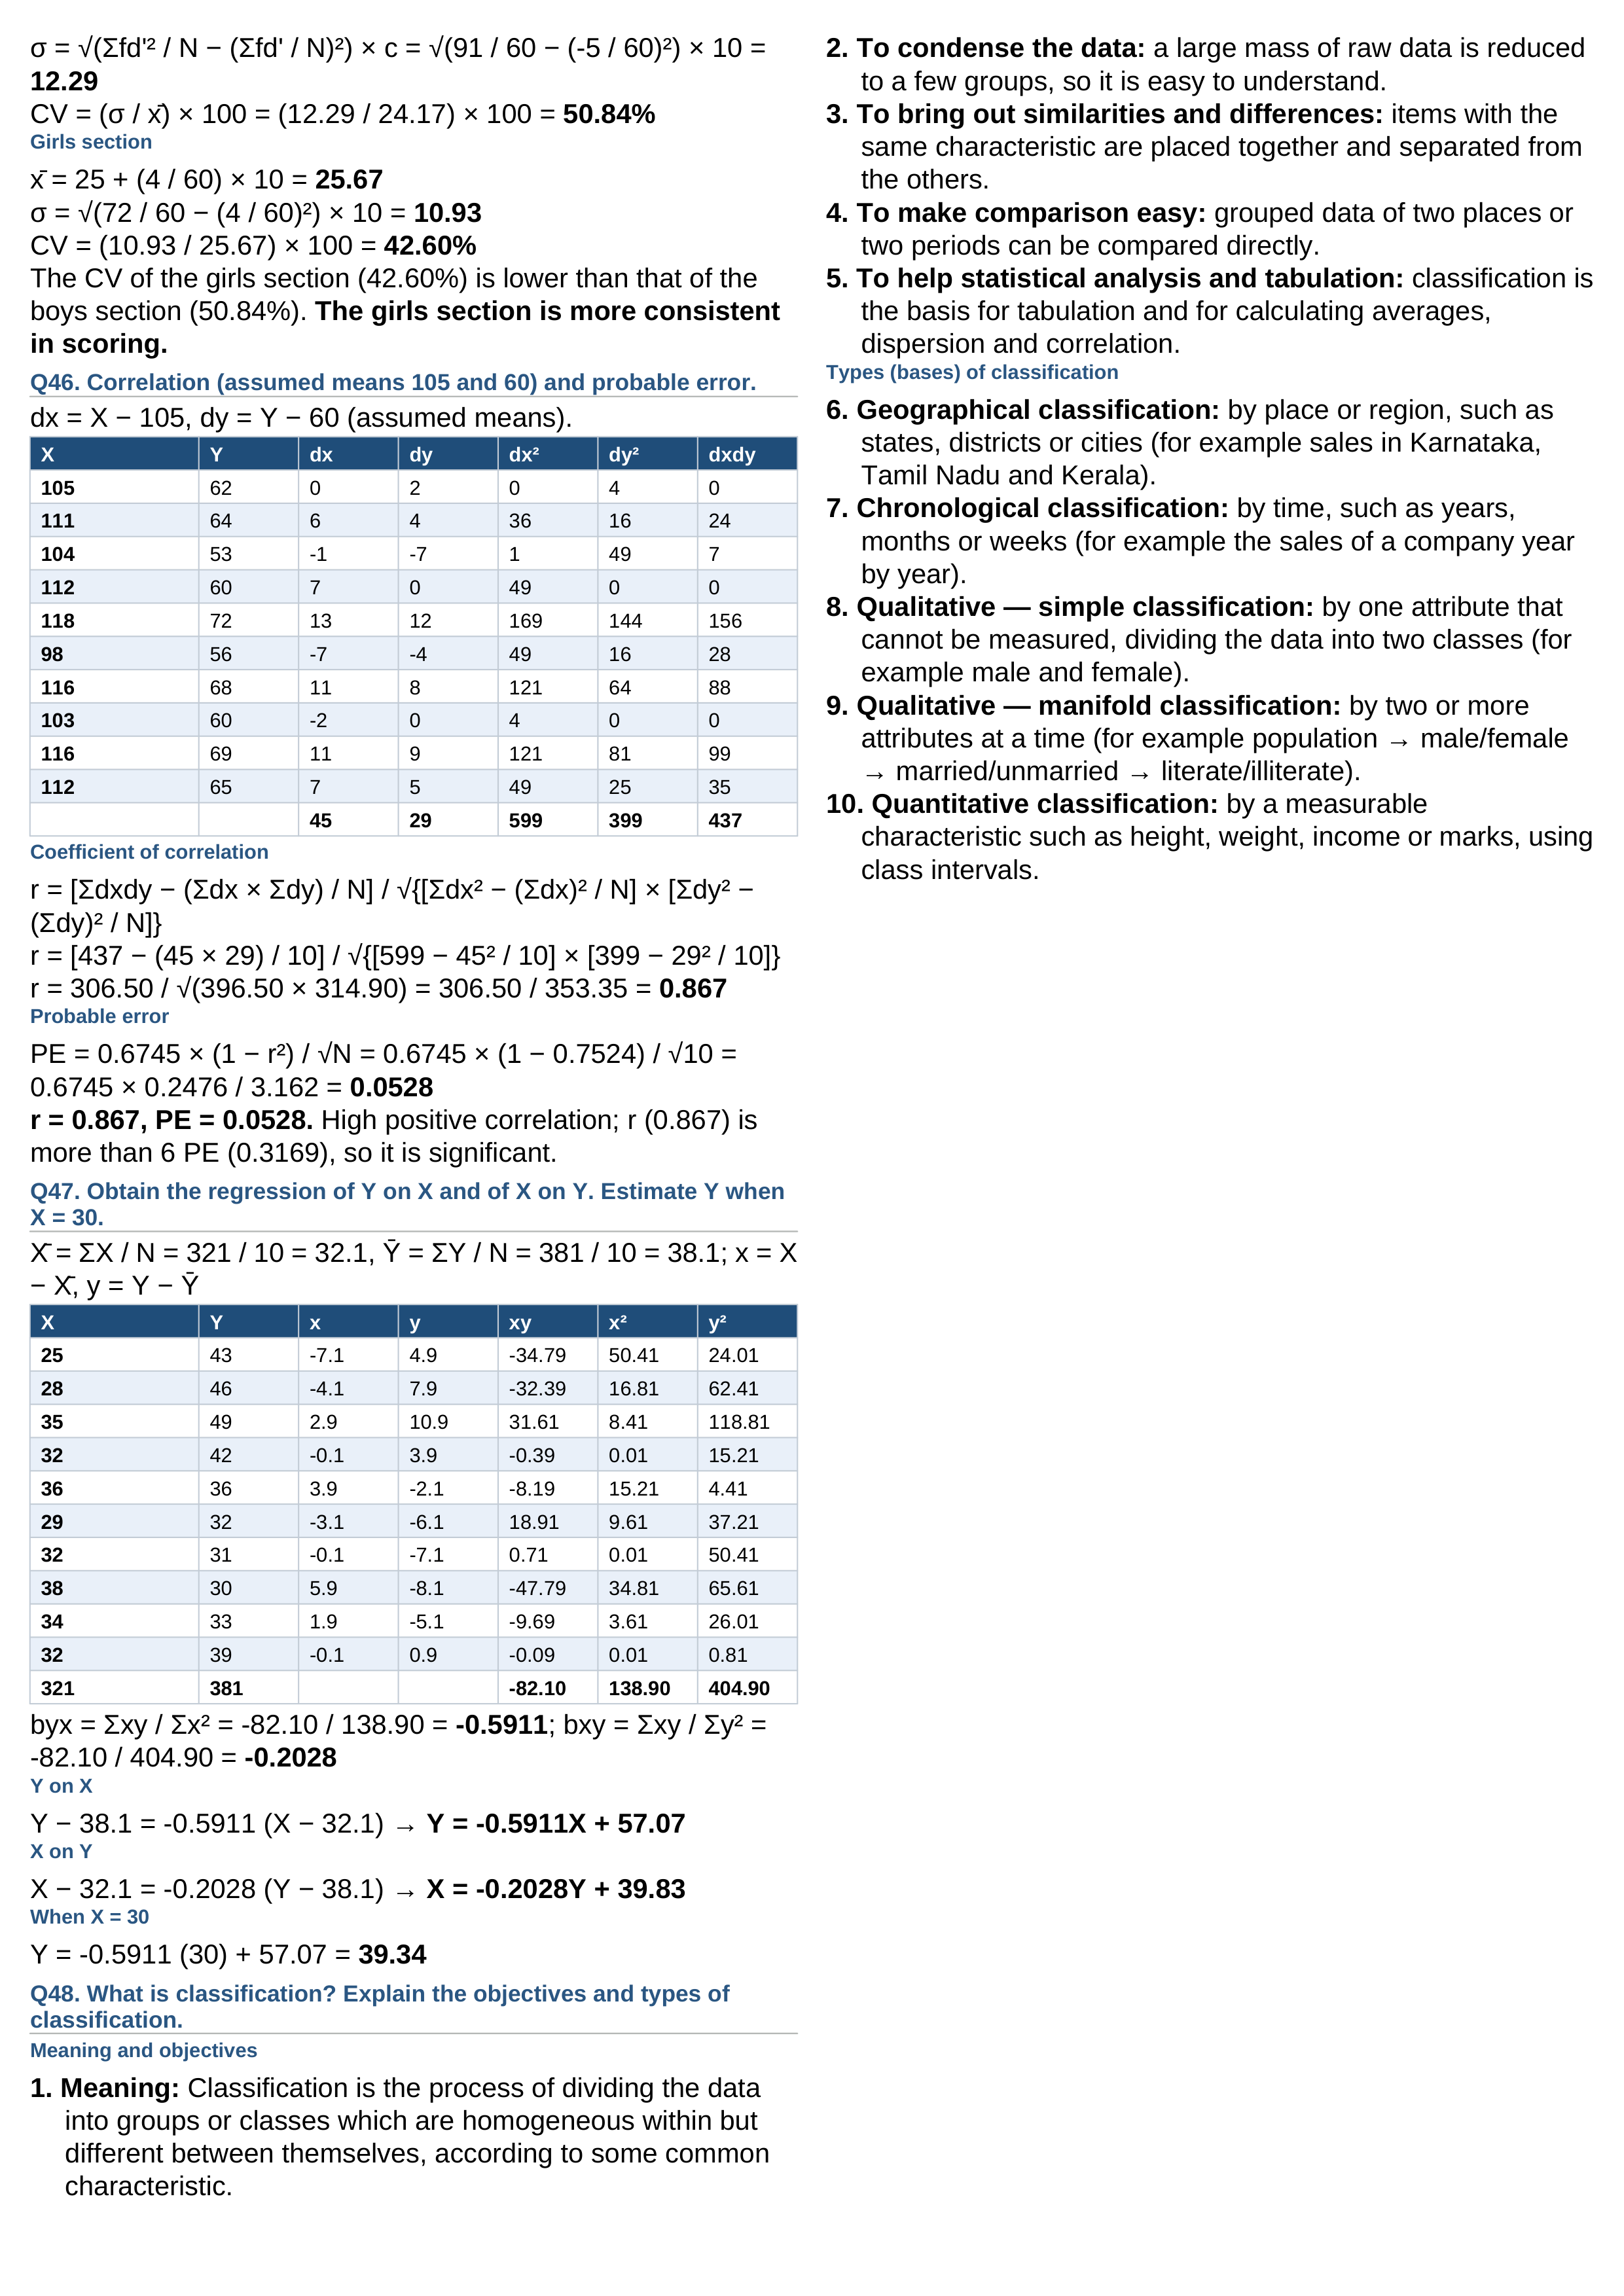 σ = √(Σfd'² / N − (Σfd' / N)²) × c = √(91 / 60 − (-5 / 60)²) × 10 =
12.29
CV = (σ / x̄) × 100 = (12.29 / 24.17) × 100 = 50.84%
Girls section
x̄ = 25 + (4 / 60) × 10 = 25.67
σ = √(72 / 60 − (4 / 60)²) × 10 = 10.93
CV = (10.93 / 25.67) × 100 = 42.60%
The CV of the girls section (42.60%) is lower than that of the
boys section (50.84%). The girls section is more consistent
in scoring.
Q46. Correlation (assumed means 105 and 60) and probable error.
dx = X − 105, dy = Y − 60 (assumed means).
X Y dx dy dx² dy² dxdy
105 62 0 2 0 4 0
111 64 6 4 36 16 24
104 53 -1 -7 1 49 7
112 60 7 0 49 0 0
118 72 13 12 169 144 156
98 56 -7 -4 49 16 28
116 68 11 8 121 64 88
103 60 -2 0 4 0 0
116 69 11 9 121 81 99
112 65 7 5 49 25 35
45 29 599 399 437
Coefficient of correlation
r = [Σdxdy − (Σdx × Σdy) / N] / √{[Σdx² − (Σdx)² / N] × [Σdy² −
(Σdy)² / N]}
r = [437 − (45 × 29) / 10] / √{[599 − 45² / 10] × [399 − 29² / 10]}
r = 306.50 / √(396.50 × 314.90) = 306.50 / 353.35 = 0.867
Probable error
PE = 0.6745 × (1 − r²) / √N = 0.6745 × (1 − 0.7524) / √10 =
0.6745 × 0.2476 / 3.162 = 0.0528
r = 0.867, PE = 0.0528. High positive correlation; r (0.867) is
more than 6 PE (0.3169), so it is significant.
Q47. Obtain the regression of Y on X and of X on Y. Estimate Y when
X = 30.
X̄ = ΣX / N = 321 / 10 = 32.1, Ȳ = ΣY / N = 381 / 10 = 38.1; x = X
− X̄, y = Y − Ȳ
X Y x y xy x² y²
25 43 -7.1 4.9 -34.79 50.41 24.01
28 46 -4.1 7.9 -32.39 16.81 62.41
35 49 2.9 10.9 31.61 8.41 118.81
32 42 -0.1 3.9 -0.39 0.01 15.21
36 36 3.9 -2.1 -8.19 15.21 4.41
29 32 -3.1 -6.1 18.91 9.61 37.21
32 31 -0.1 -7.1 0.71 0.01 50.41
38 30 5.9 -8.1 -47.79 34.81 65.61
34 33 1.9 -5.1 -9.69 3.61 26.01
32 39 -0.1 0.9 -0.09 0.01 0.81
321 381 -82.10 138.90 404.90
byx = Σxy / Σx² = -82.10 / 138.90 = -0.5911; bxy = Σxy / Σy² =
-82.10 / 404.90 = -0.2028
Y on X
Y − 38.1 = -0.5911 (X − 32.1) → Y = -0.5911X + 57.07
X on Y
X − 32.1 = -0.2028 (Y − 38.1) → X = -0.2028Y + 39.83
When X = 30
Y = -0.5911 (30) + 57.07 = 39.34
Q48. What is classification? Explain the objectives and types of
classification.
Meaning and objectives
1. Meaning: Classification is the process of dividing the data
into groups or classes which are homogeneous within but
different between themselves, according to some common
characteristic.
2. To condense the data: a large mass of raw data is reduced
to a few groups, so it is easy to understand.
3. To bring out similarities and differences: items with the
same characteristic are placed together and separated from
the others.
4. To make comparison easy: grouped data of two places or
two periods can be compared directly.
5. To help statistical analysis and tabulation: classification is
the basis for tabulation and for calculating averages,
dispersion and correlation.
Types (bases) of classification
6. Geographical classification: by place or region, such as
states, districts or cities (for example sales in Karnataka,
Tamil Nadu and Kerala).
7. Chronological classification: by time, such as years,
months or weeks (for example the sales of a company year
by year).
8. Qualitative — simple classification: by one attribute that
cannot be measured, dividing the data into two classes (for
example male and female).
9. Qualitative — manifold classification: by two or more
attributes at a time (for example population → male/female
→ married/unmarried → literate/illiterate).
10. Quantitative classification: by a measurable
characteristic such as height, weight, income or marks, using
class intervals.